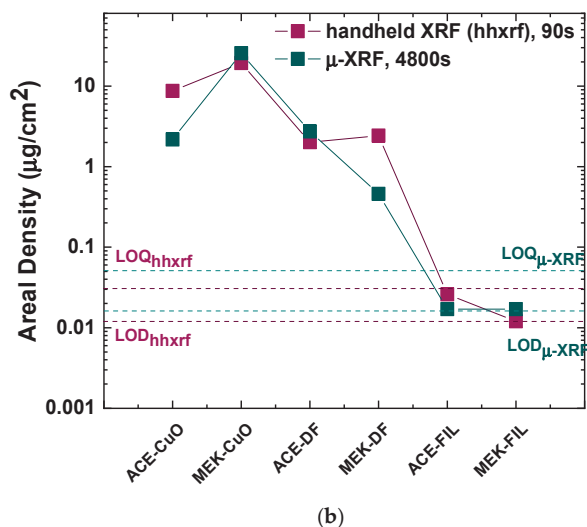 handheld XRF (hhxrf), 90s
μ-XRF, 4800s
Areal Density (μg/cm²)
10
1
0.1
0.01
0.001
LOQhhxrf
LOQμ-XRF
LODhhxrf
LODμ-XRF
ACE-CuO
MEK-CuO
ACE-DF
MEK-DF
ACE-FIL
MEK-FIL
(b)